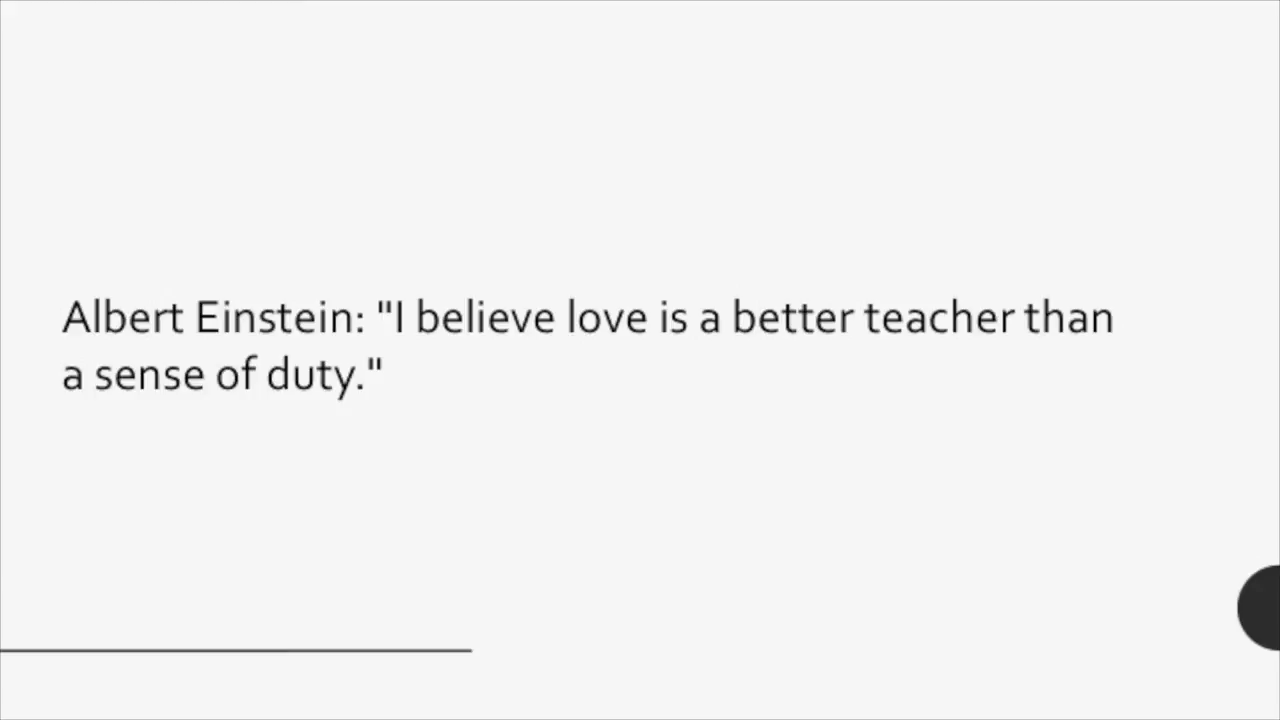 Albert Einstein: "I believe love is a better teacher than
a sense of duty."